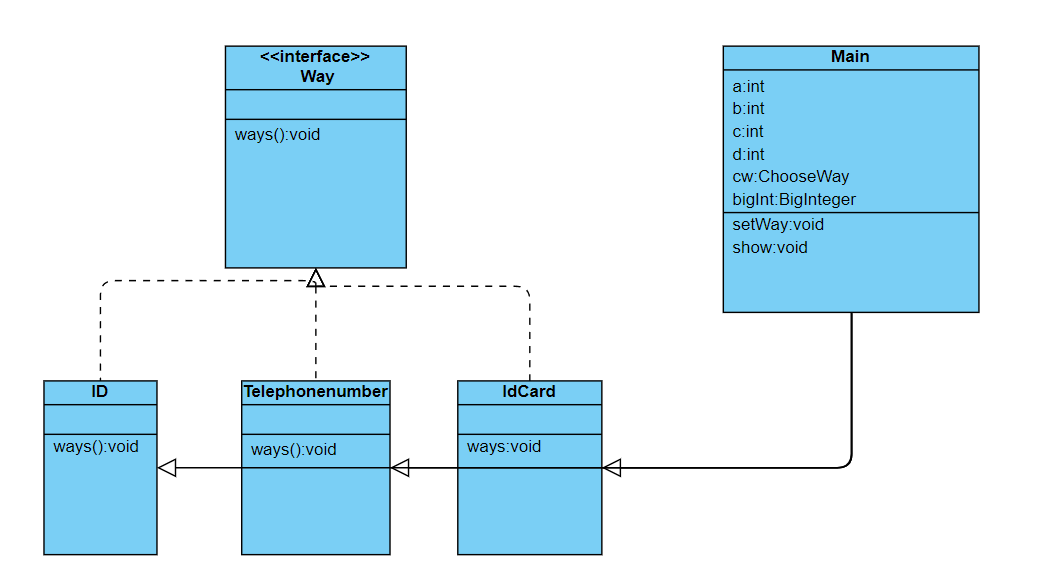 <<interface>>
Way
ways():void
Main
a:int
b:int
c:int
d:int
cw:ChooseWay
bigInt:BigInteger
setWay:void
show:void
ID
ways():void
Telephonenumber
ways():void
IdCard
ways:void